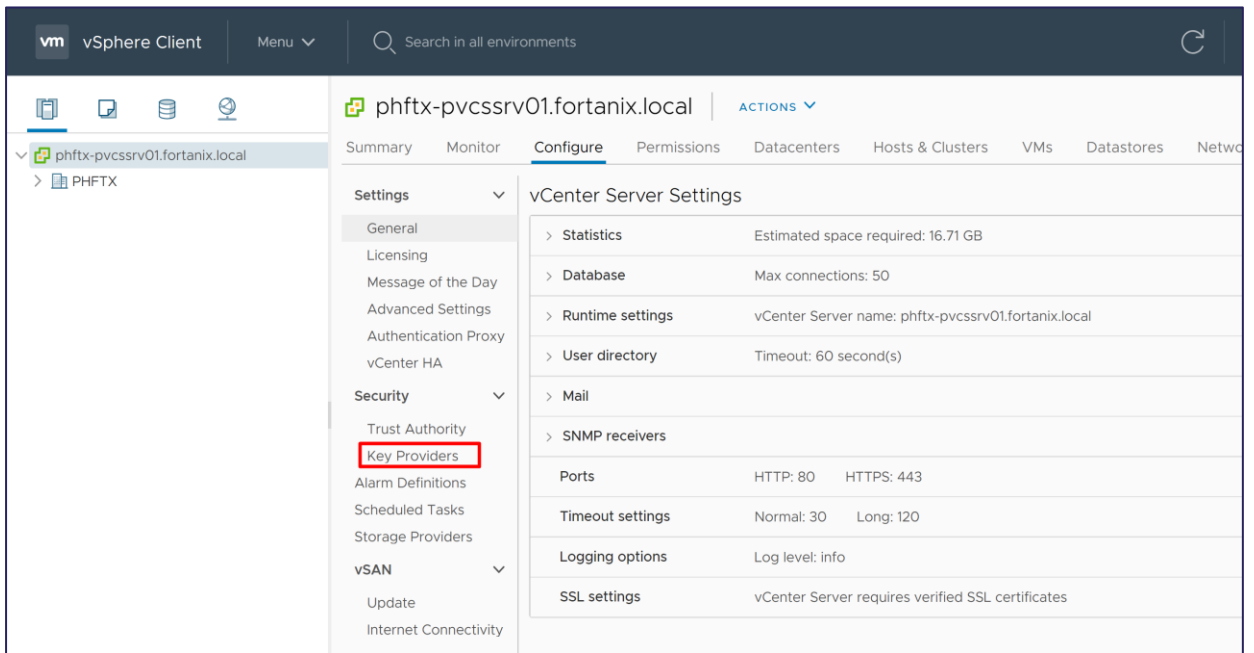 vm vSphere Client Menu Search in all environments
phftx-pvcssrv01.fortanix.local ACTIONS
phftx-pvcssrv01.fortanix.local
PHFTX
Summary Monitor Configure Permissions Datacenters Hosts & Clusters VMs Datastores Netwo
Settings
General
Licensing
Message of the Day
Advanced Settings
Authentication Proxy
vCenter HA
Security
Trust Authority
Key Providers
Alarm Definitions
Scheduled Tasks
Storage Providers
vSAN
Update
Internet Connectivity
vCenter Server Settings
Statistics Estimated space required: 16.71 GB
Database Max connections: 50
Runtime settings vCenter Server name: phftx-pvcssrv01.fortanix.local
User directory Timeout: 60 second(s)
Mail
SNMP receivers
Ports HTTP: 80 HTTPS: 443
Timeout settings Normal: 30 Long: 120
Logging options Log level: info
SSL settings vCenter Server requires verified SSL certificates